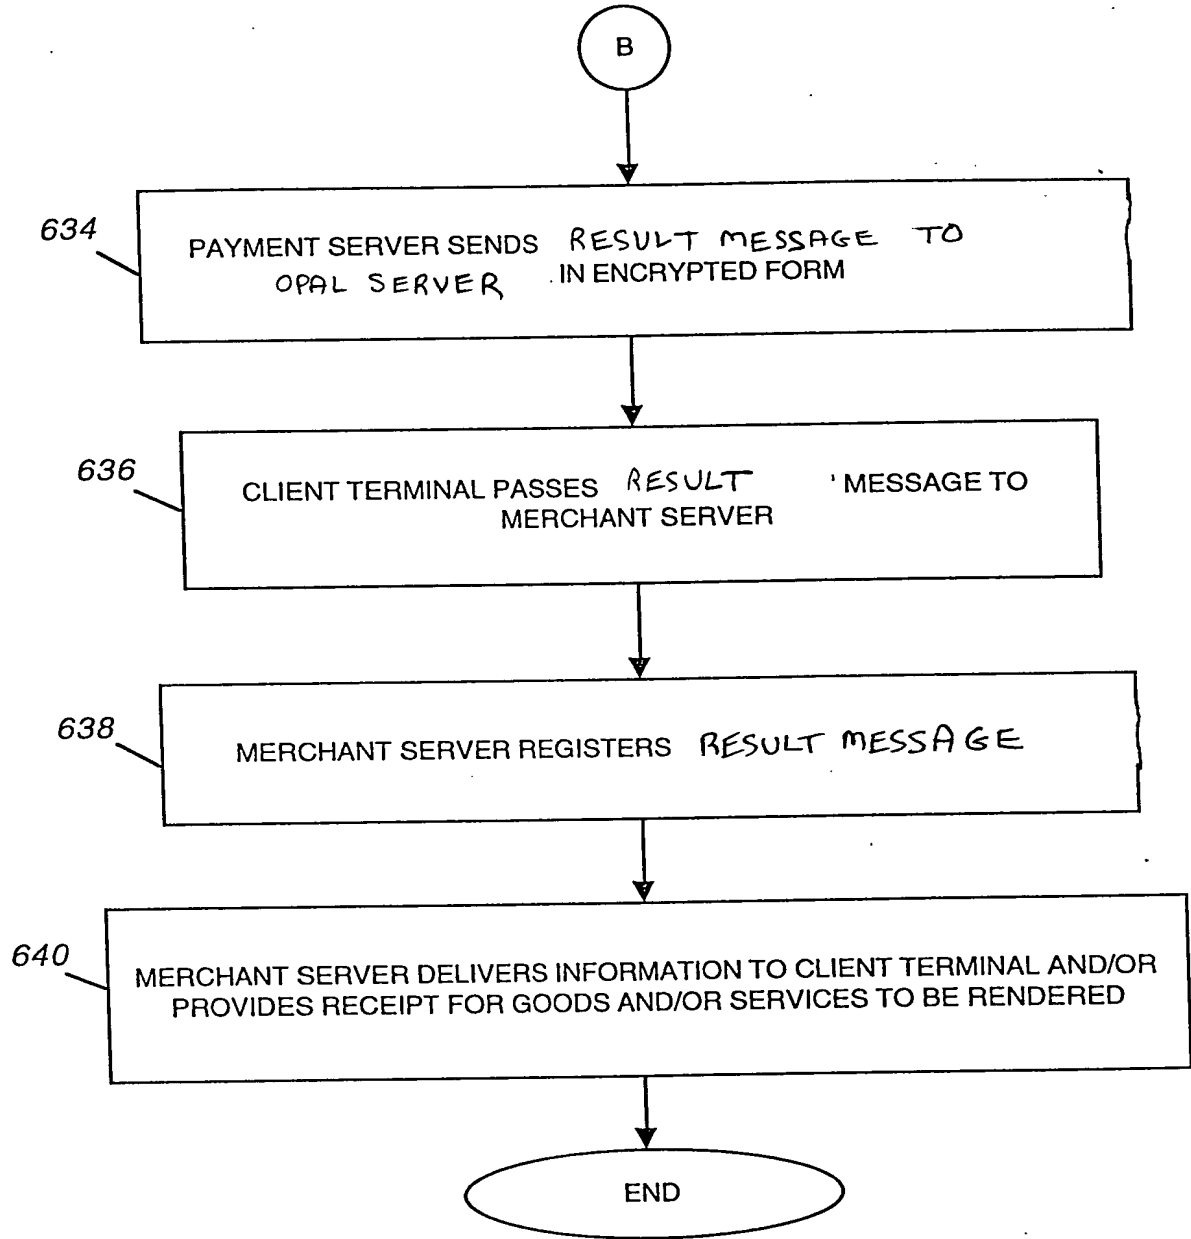 B
634
PAYMENT SERVER SENDS RESULT MESSAGE TO
OPAL SERVER IN ENCRYPTED FORM
636
CLIENT TERMINAL PASSES RESULT MESSAGE TO
MERCHANT SERVER
638
MERCHANT SERVER REGISTERS RESULT MESSAGE
640
MERCHANT SERVER DELIVERS INFORMATION TO CLIENT TERMINAL AND/OR
PROVIDES RECEIPT FOR GOODS AND/OR SERVICES TO BE RENDERED
END